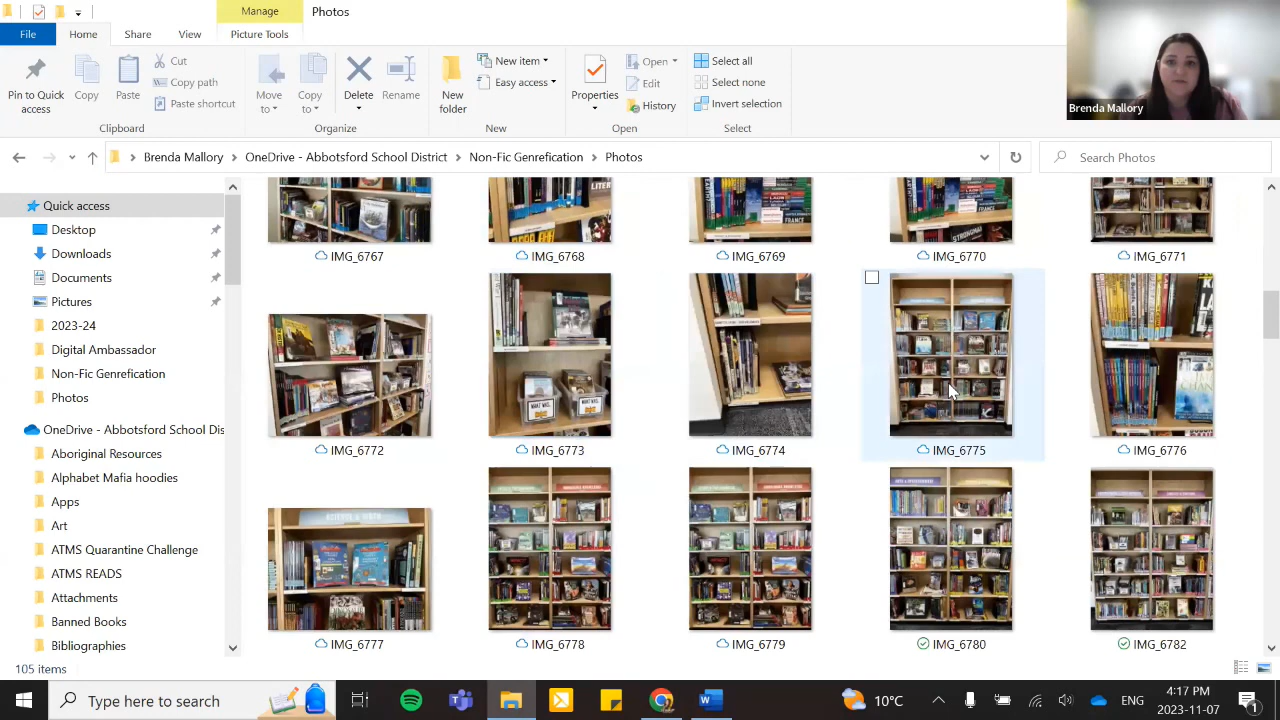 Manage
Photos
File
Home
Share
View
Picture Tools
Pin to Quick access
Copy
Paste
Cut
Copy path
Paste shortcut
Move to
Copy to
Delete
Rename
New folder
New item
Easy access
Properties
Open
Edit
History
Select all
Select none
Invert selection
Clipboard
Organize
New
Open
Select
Brenda Mallory
Brenda Mallory > OneDrive - Abbotsford School District > Non-Fic Genrefication > Photos
Search Photos
Quick access
Desktop
Downloads
Documents
Pictures
2023-24
Digital Ambassador
Non-Fic Genrefication
Photos
OneDrive - Abbotsford School Dis
Aboriginal Resources
Alphabet Mafia hoodies
Apps
Art
ATMS Quarantine Challenge
ATMS READS
Attachments
Banned Books
Bibliographies
IMG_6767
IMG_6768
IMG_6769
IMG_6770
IMG_6771
IMG_6772
IMG_6773
IMG_6774
IMG_6775
IMG_6776
IMG_6777
IMG_6778
IMG_6779
IMG_6780
IMG_6782
105 items
Type here to search
10°C
ENG
4:17 PM
2023-11-07
1